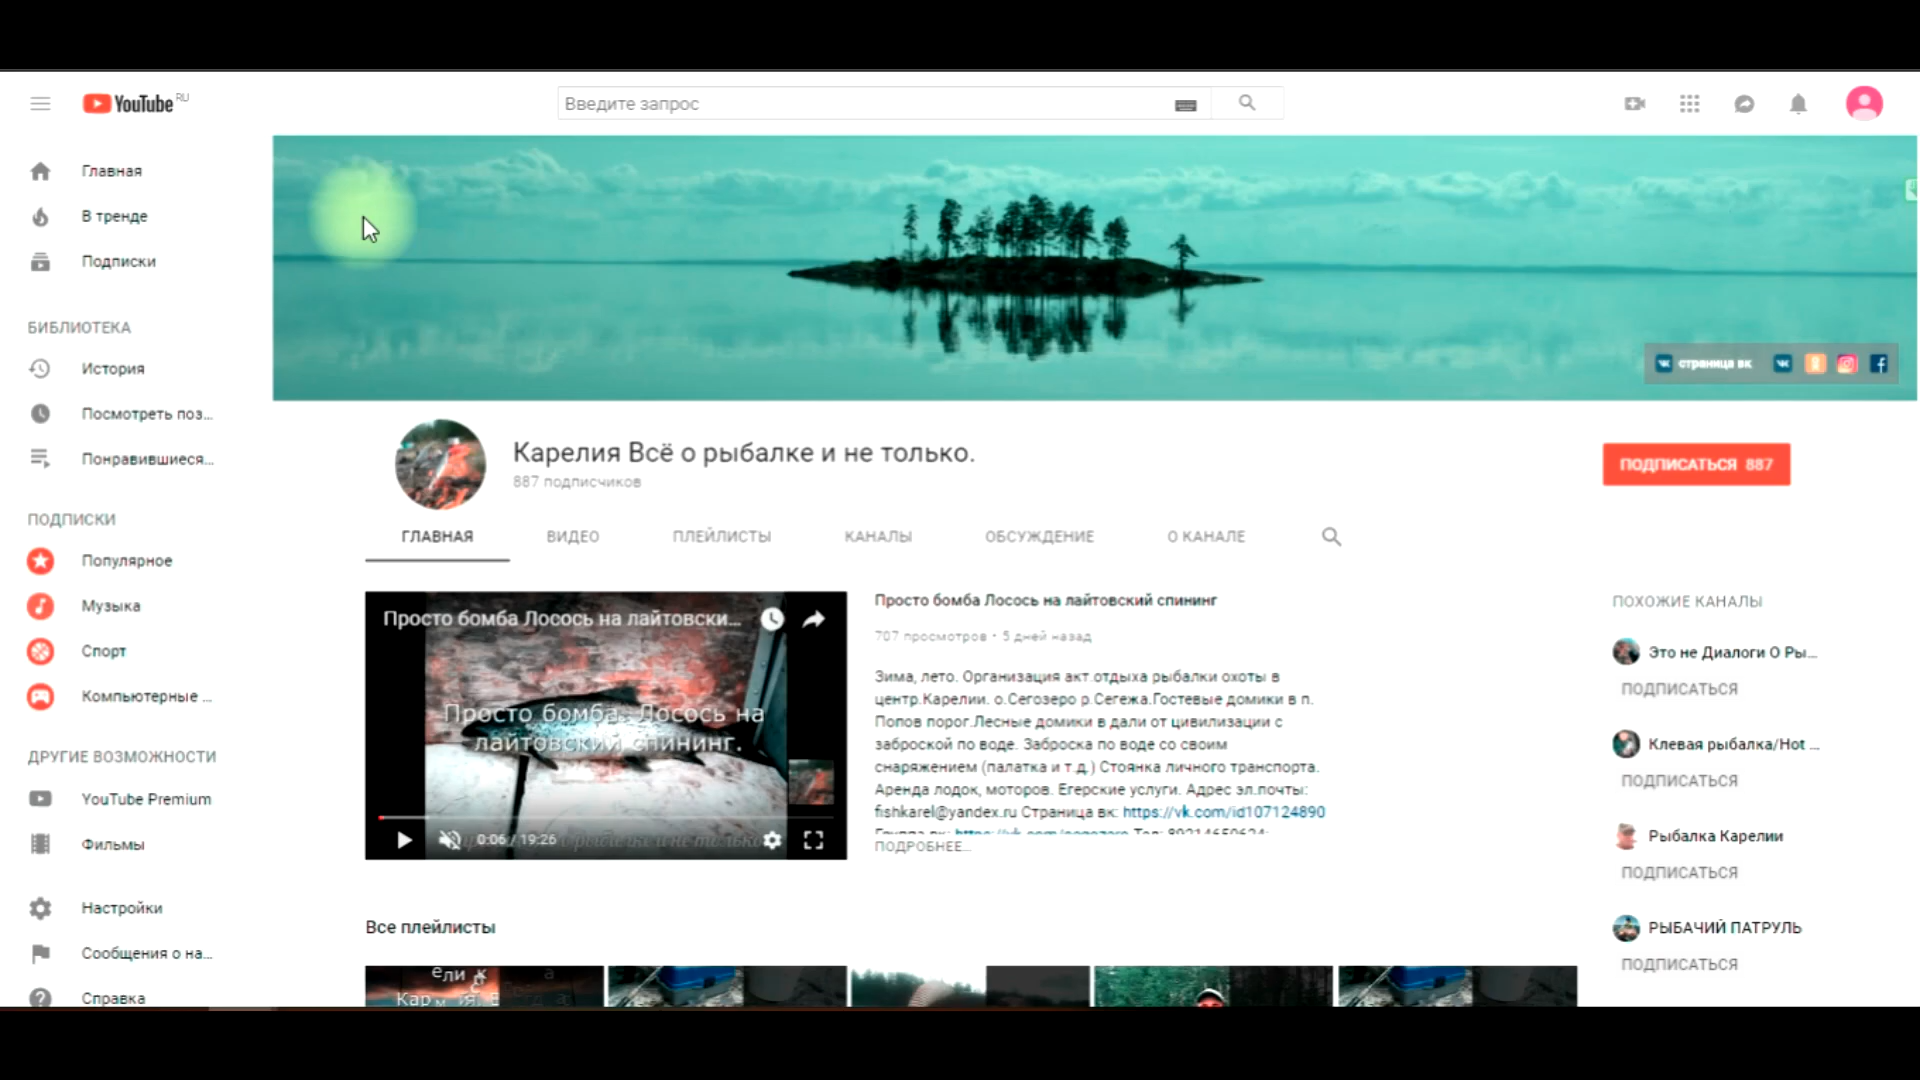 YouTube RU
Введите запрос
Главная
В тренде
Подписки
БИБЛИОТЕКА
История
Посмотреть поз...
Понравившиеся...
ПОДПИСКИ
Популярное
Музыка
Спорт
Компьютерные ...
ДРУГИЕ ВОЗМОЖНОСТИ
YouTube Premium
Фильмы
Настройки
Сообщения о на...
Справка
страница вк
Карелия Всё о рыбалке и не только.
887 подписчиков
ПОДПИСАТЬСЯ 887
ГЛАВНАЯ
ВИДЕО
ПЛЕЙЛИСТЫ
КАНАЛЫ
ОБСУЖДЕНИЕ
О КАНАЛЕ
Просто бомба Лосось на лайтовски...
Просто бомба. Лосось на
лайтовский спининг.
0:06 / 19:26
Просто бомба Лосось на лайтовский спининг
707 просмотров • 5 дней назад
Зима, лето. Организация акт.отдыха рыбалки охоты в
центр.Карелии. о.Сегозеро р.Сегежа.Гостевые домики в п.
Попов порог.Лесные домики в дали от цивилизации с
заброской по воде. Заброска по воде со своим
снаряжением (палатка и т.д.) Стоянка личного транспорта.
Аренда лодок, моторов. Егерские услуги. Адрес эл.почты:
fishkarel@yandex.ru Страница вк: https://vk.com/id107124890
ПОДРОБНЕЕ...
ПОХОЖИЕ КАНАЛЫ
Это не Диалоги О Ры...
ПОДПИСАТЬСЯ
Клевая рыбалка/Hot ...
ПОДПИСАТЬСЯ
Рыбалка Карелии
ПОДПИСАТЬСЯ
РЫБАЧИЙ ПАТРУЛЬ
ПОДПИСАТЬСЯ
Все плейлисты